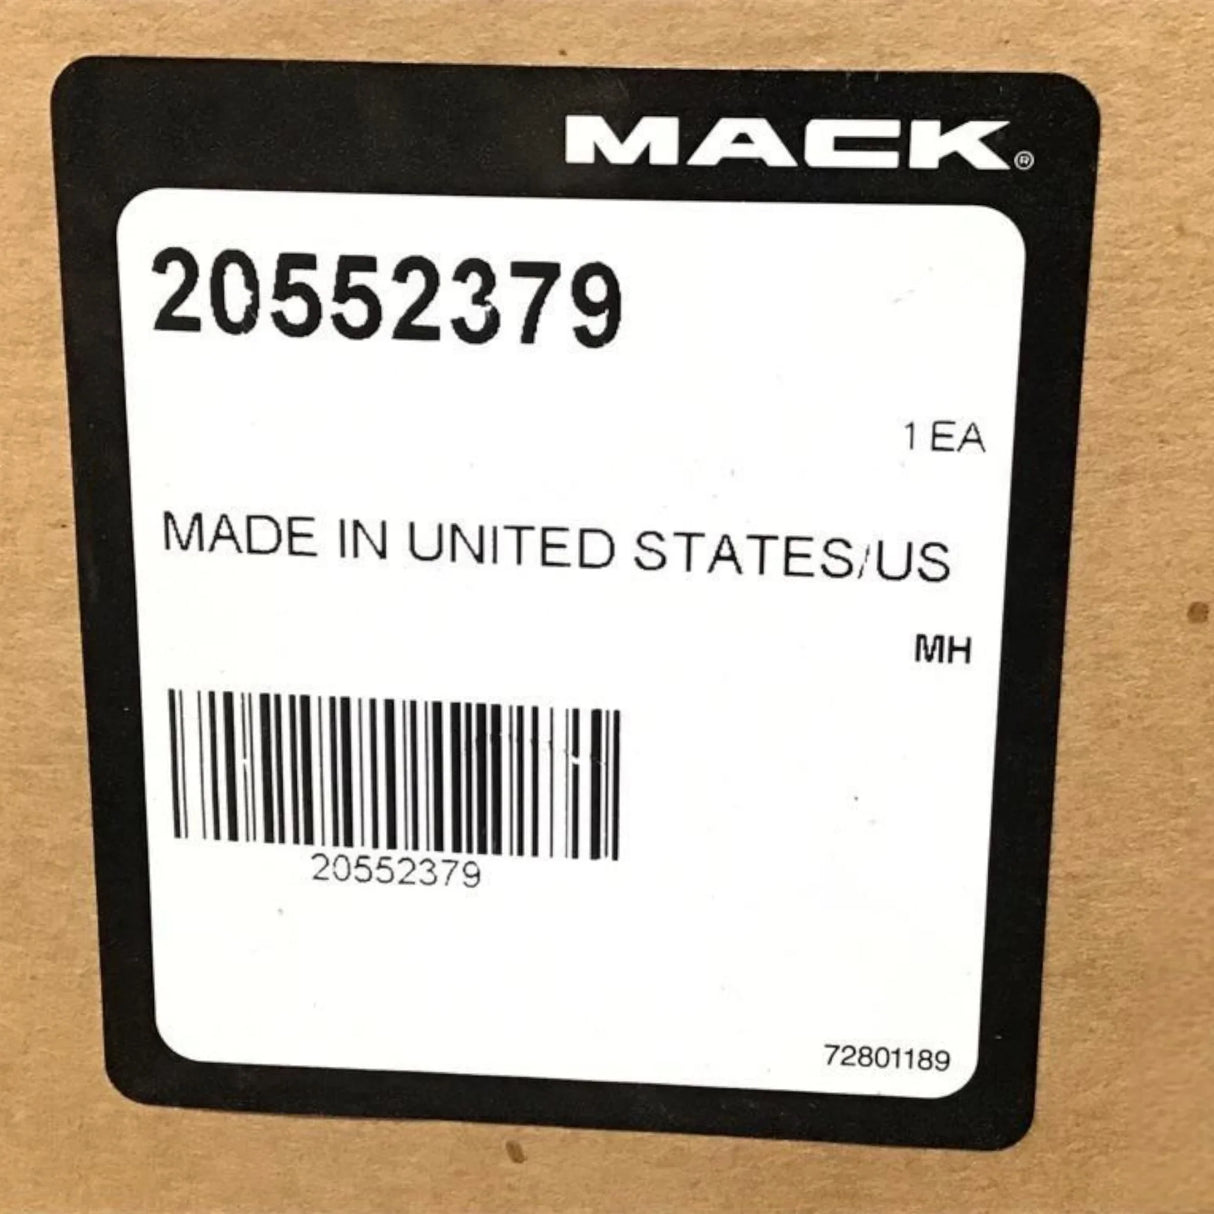 MACK®
20552379
1 EA
MADE IN UNITED STATES/US
MH
20552379
72801189